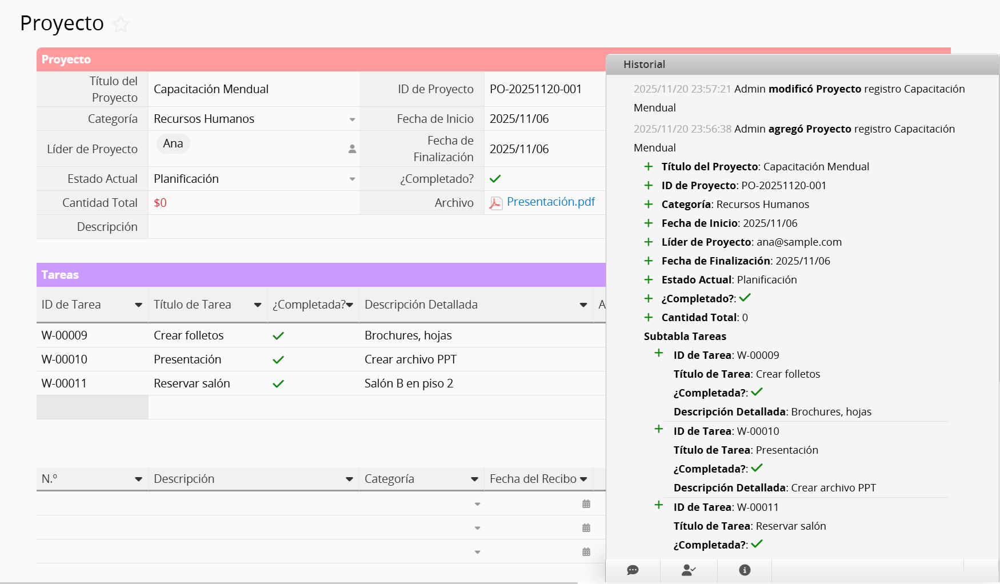 Proyecto
Proyecto
Título del Proyecto
Capacitación Mendual
ID de Proyecto
PO-20251120-001
Categoría
Recursos Humanos
Fecha de Inicio
2025/11/06
Líder de Proyecto
Ana
Fecha de Finalización
2025/11/06
Estado Actual
Planificación
¿Completado?
Cantidad Total
$0
Archivo
Presentación.pdf
Descripción
Tareas
ID de Tarea
Título de Tarea
¿Completada?
Descripción Detallada
A
W-00009
Crear folletos
Brochures, hojas
W-00010
Presentación
Crear archivo PPT
W-00011
Reservar salón
Salón B en piso 2
N.º
Descripción
Categoría
Fecha del Recibo
Historial
2025/11/20 23:57:21 Admin modificó Proyecto registro Capacitación
Mendual
2025/11/20 23:56:38 Admin agregó Proyecto registro Capacitación
Mendual
Título del Proyecto: Capacitación Mendual
ID de Proyecto: PO-20251120-001
Categoría: Recursos Humanos
Fecha de Inicio: 2025/11/06
Líder de Proyecto: ana@sample.com
Fecha de Finalización: 2025/11/06
Estado Actual: Planificación
¿Completado?:
Cantidad Total: 0
Subtabla Tareas
ID de Tarea: W-00009
Título de Tarea: Crear folletos
¿Completada?:
Descripción Detallada: Brochures, hojas
ID de Tarea: W-00010
Título de Tarea: Presentación
¿Completada?:
Descripción Detallada: Crear archivo PPT
ID de Tarea: W-00011
Título de Tarea: Reservar salón
¿Completada?: